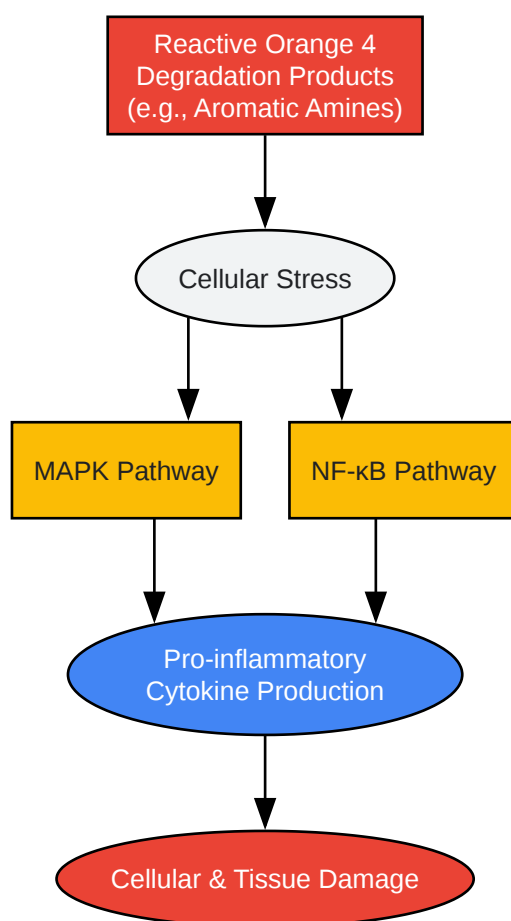 Reactive Orange 4
Degradation Products
(e.g., Aromatic Amines)
Cellular Stress
MAPK Pathway
NF-κB Pathway
Pro-inflammatory
Cytokine Production
Cellular & Tissue Damage